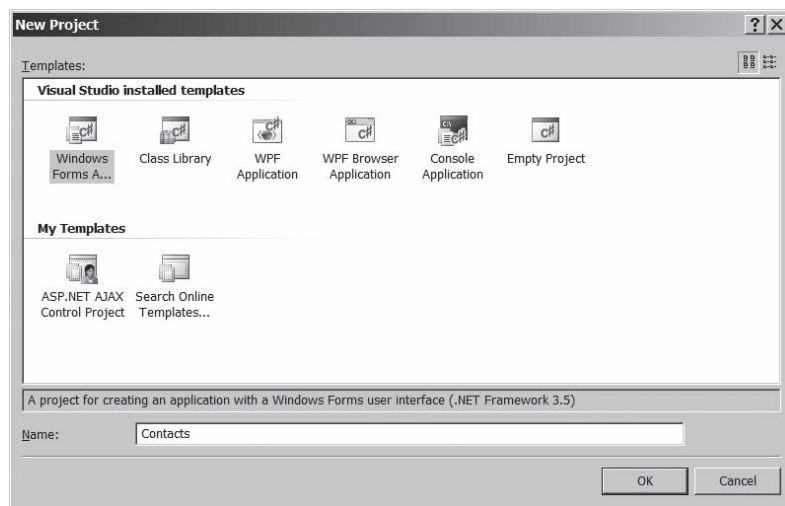 New Project
Templates:
Visual Studio installed templates
Windows Forms A...
Class Library
WPF Application
WPF Browser Application
Console Application
Empty Project
My Templates
ASP.NET AJAX Control Project
Search Online Templates...
A project for creating an application with a Windows Forms user interface (.NET Framework 3.5)
Name:
Contacts
OK
Cancel